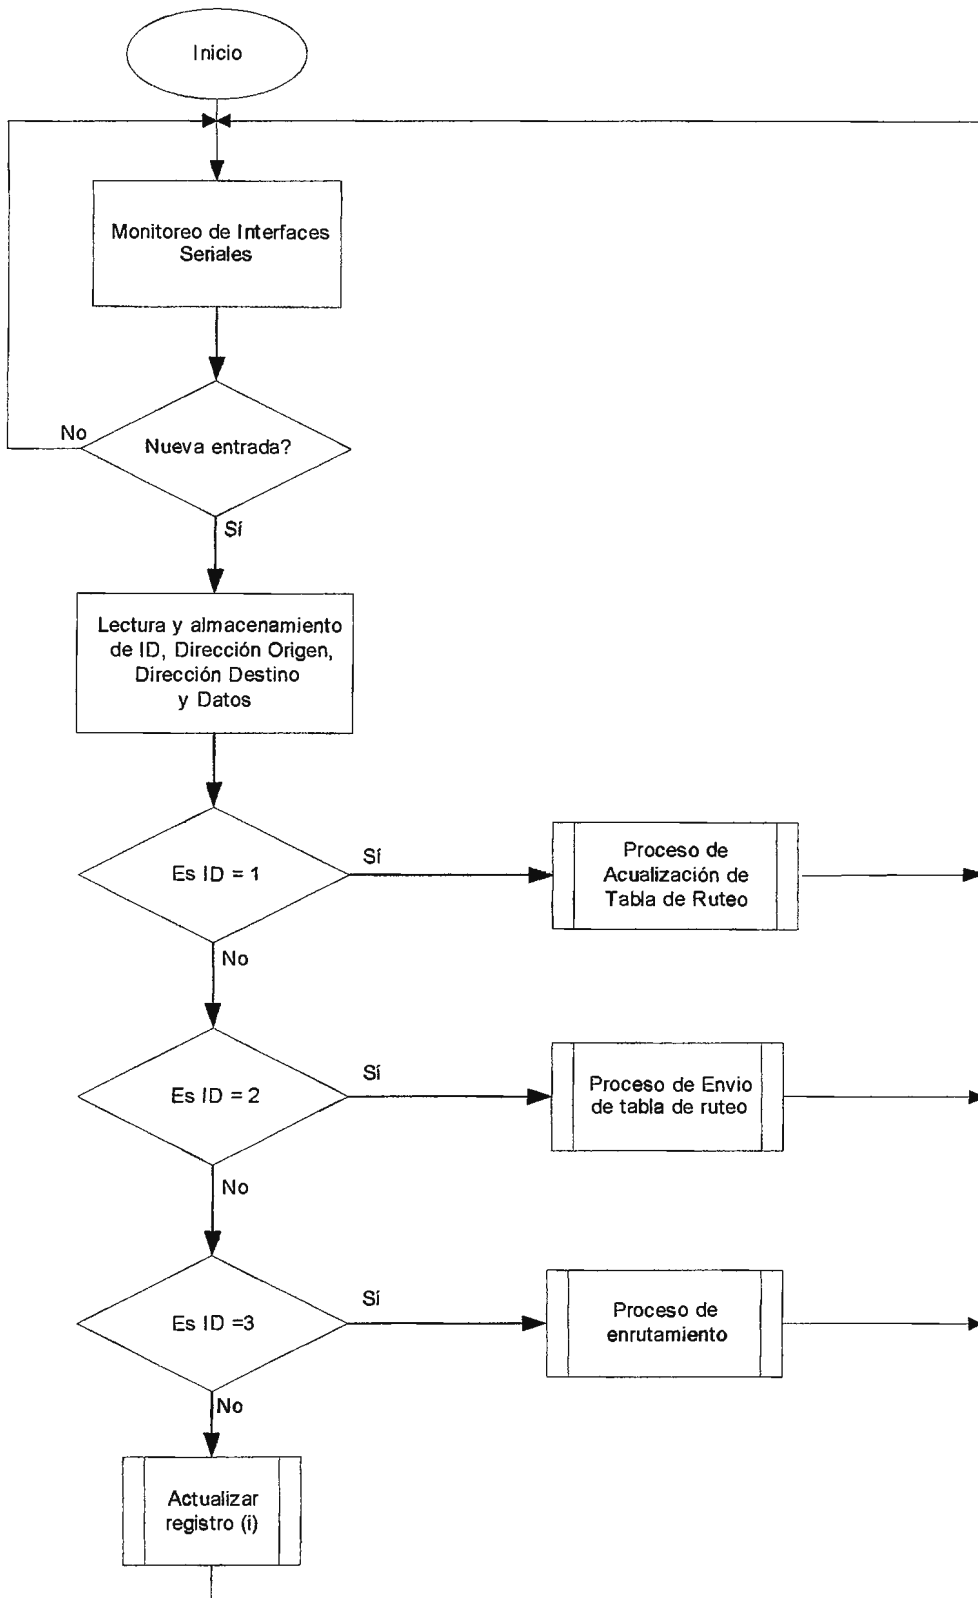 Inicio
Monitoreo de Interfaces
Seriales
No
Nueva entrada?
Sí
Lectura y almacenamiento
de ID, Dirección Origen,
Dirección Destino
y Datos
Es ID = 1
Sí
Proceso de
Acualización de
Tabla de Ruteo
No
Es ID = 2
Sí
Proceso de Envio
de tabla de ruteo
No
Es ID =3
Sí
Proceso de
enrutamiento
No
Actualizar
registro (i)